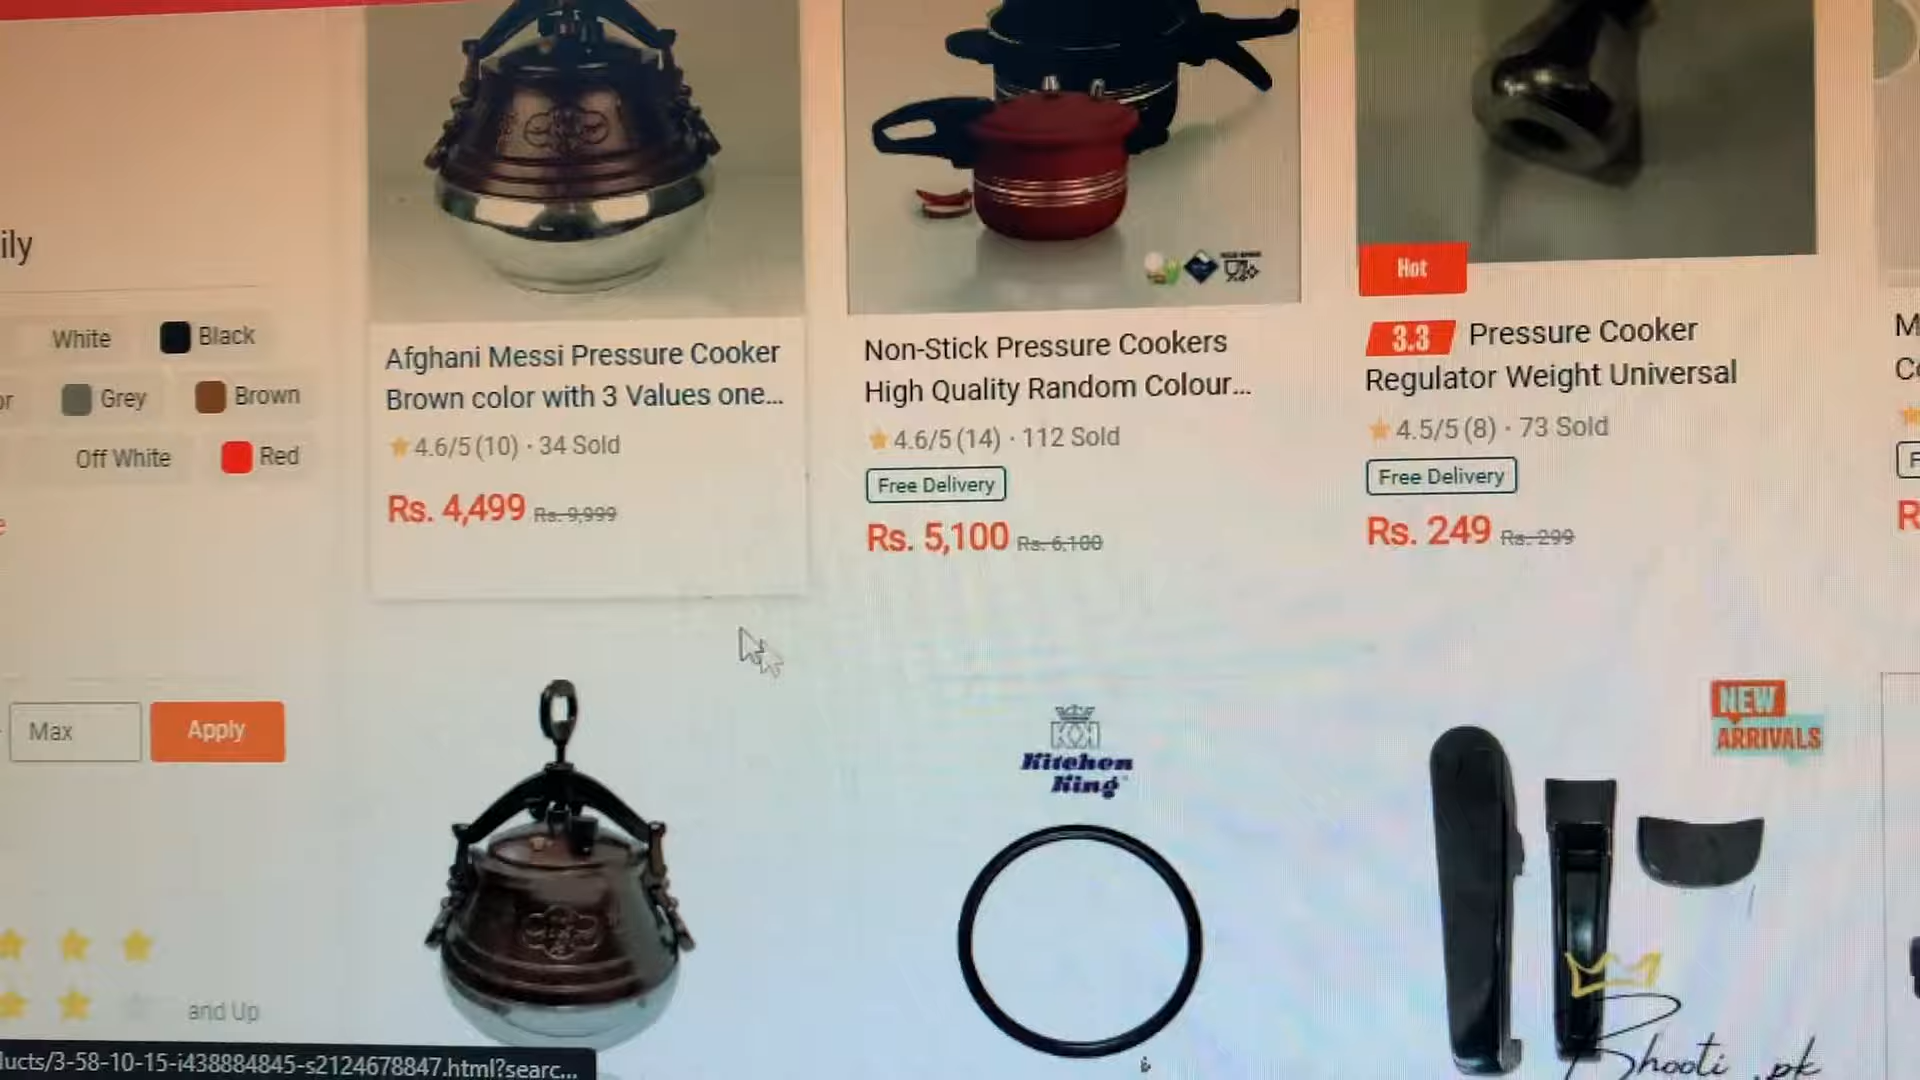 ily
White
Black
Grey
Brown
Off White
Red
Max
Apply
and Up
Afghani Messi Pressure Cooker
Brown color with 3 Values one...
4.6/5 (10) · 34 Sold
Rs. 4,499 Rs. 9,999
Non-Stick Pressure Cookers
High Quality Random Colour...
4.6/5 (14) · 112 Sold
Free Delivery
Rs. 5,100 Rs. 6,100
Hot
3.3 Pressure Cooker
Regulator Weight Universal
4.5/5 (8) · 73 Sold
Free Delivery
Rs. 249 Rs. 299
Kitchen
King
NEW
ARRIVALS
Bhooti .pk
lucts/3-58-10-15-i438884845-s2124678847.html?searc...